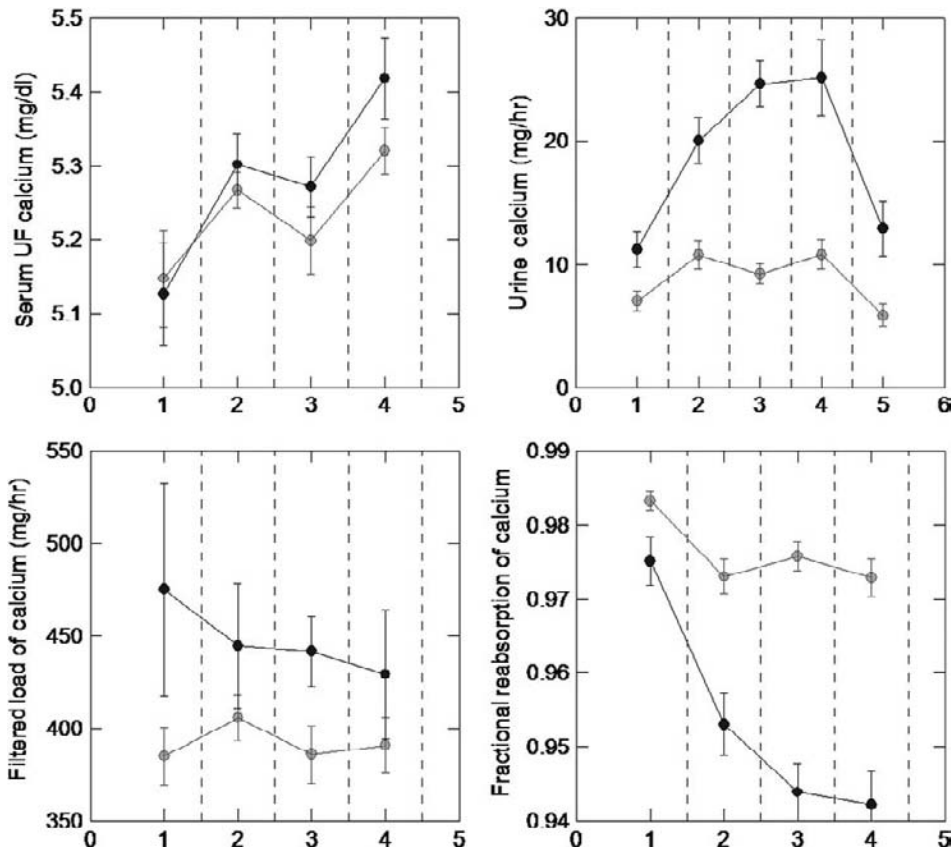 Serum UF calcium (mg/dl)
5.5
5.4
5.3
5.2
5.1
5.0
0 1 2 3 4 5
Urine calcium (mg/hr)
30
20
10
0
0 1 2 3 4 5 6
Filtered load of calcium (mg/hr)
550
500
450
400
350
0 1 2 3 4 5
Fractional reabsorption of calcium
0.99
0.98
0.97
0.96
0.95
0.94
0 1 2 3 4 5